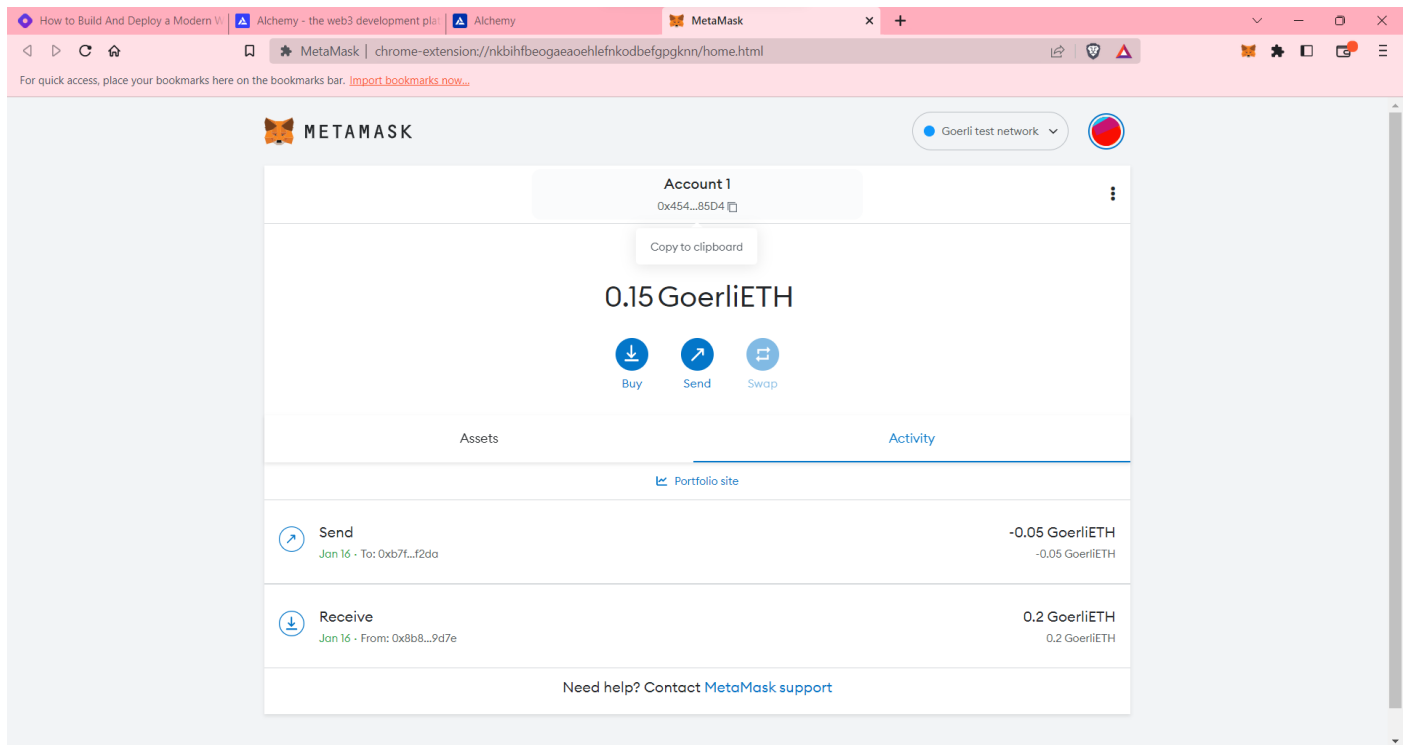 How to Build And Deploy a Modern W
Alchemy - the web3 development plat
Alchemy
MetaMask
MetaMask | chrome-extension://nkbihfbeogaeaoehlefnkodbefgpgknn/home.html
For quick access, place your bookmarks here on the bookmarks bar. Import bookmarks now...
METAMASK
Goerli test network
Account 1
0x454...85D4
Copy to clipboard
0.15 GoerliETH
Buy Send Swap
Assets Activity
Portfolio site
Send -0.05 GoerliETH
Jan 16 · To: 0xb7f...f2da -0.05 GoerliETH
Receive 0.2 GoerliETH
Jan 16 · From: 0x8b8...9d7e 0.2 GoerliETH
Need help? Contact MetaMask support